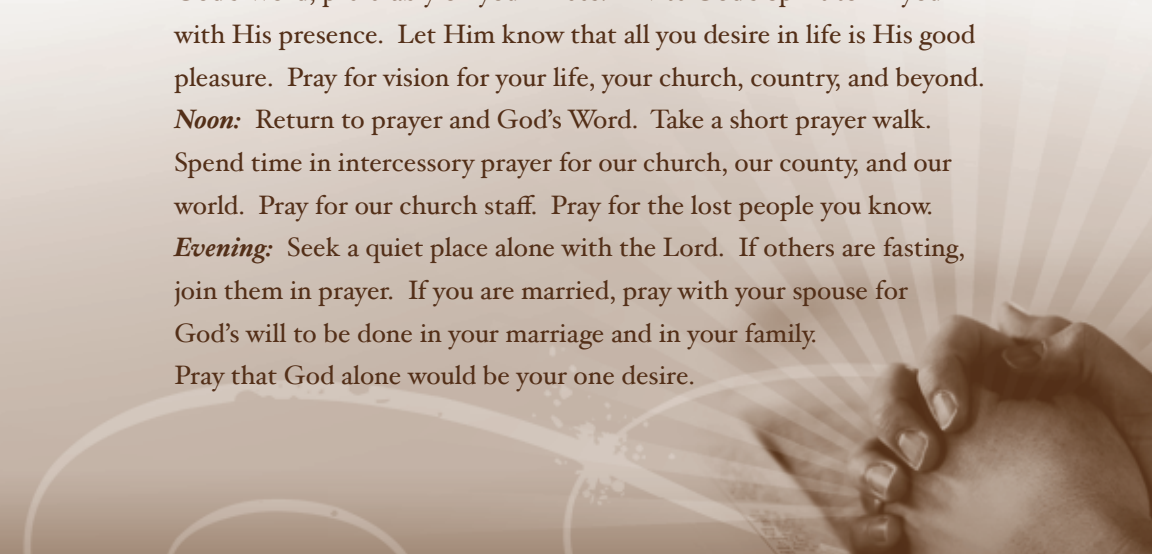 with His presence.  Let Him know that all you desire in life is His good
pleasure.  Pray for vision for your life, your church, country, and beyond.
Noon:  Return to prayer and God’s Word.  Take a short prayer walk.
Spend time in intercessory prayer for our church, our county, and our
world.  Pray for our church staff.  Pray for the lost people you know.
Evening:  Seek a quiet place alone with the Lord.  If others are fasting,
join them in prayer.  If you are married, pray with your spouse for
God’s will to be done in your marriage and in your family.
Pray that God alone would be your one desire.